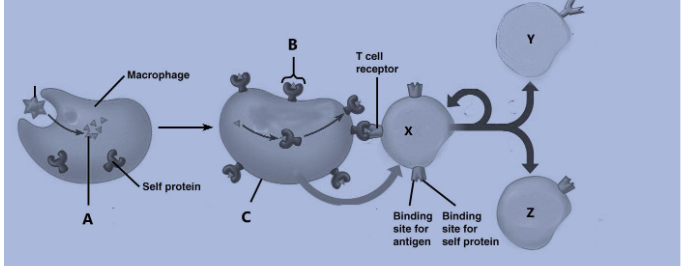 B
T cell
receptor
Y
Macrophage
X
Self protein
A
C
Binding
site for
antigen
Binding
site for
self protein
Z